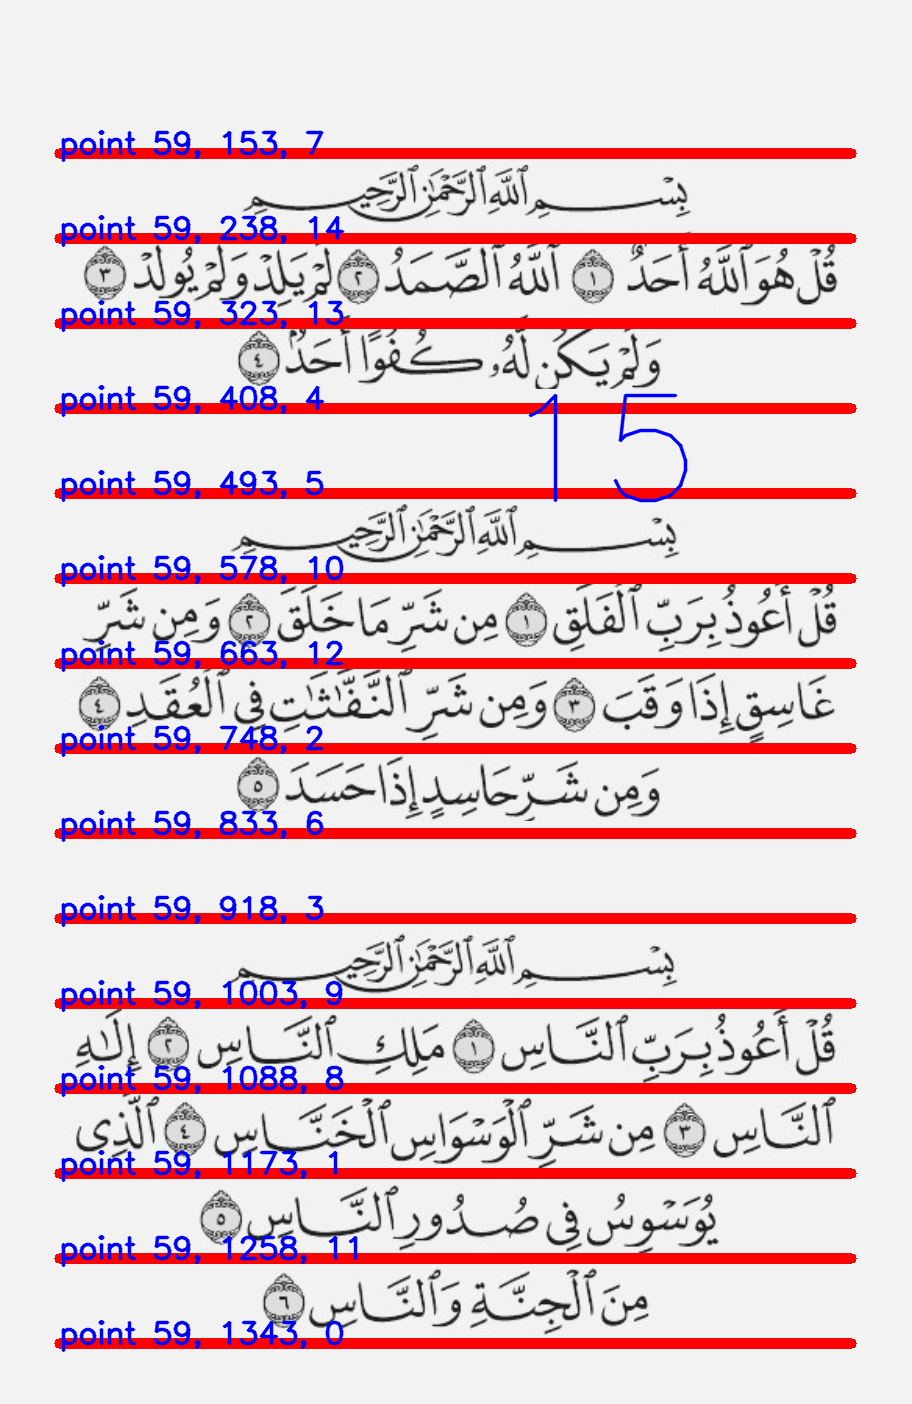 point 59, 153, 7
بِسْمِ ٱللَّهِ ٱلرَّحْمَٰنِ ٱلرَّحِيمِ
point 59, 238, 14
قُلْ هُوَ ٱللَّهُ أَحَدٌ ١ ٱللَّهُ ٱلصَّمَدُ ٢ لَمْ يَلِدْ وَلَمْ يُولَدْ ٣
point 59, 323, 13
وَلَمْ يَكُن لَّهُۥ كُفُوًا أَحَدٌۢ ٤
point 59, 408, 4
15
point 59, 493, 5
بِسْمِ ٱللَّهِ ٱلرَّحْمَٰنِ ٱلرَّحِيمِ
point 59, 578, 10
قُلْ أَعُوذُ بِرَبِّ ٱلْفَلَقِ ١ مِن شَرِّ مَا خَلَقَ ٢ وَمِن شَرِّ
point 59, 663, 12
غَاسِقٍ إِذَا وَقَبَ ٣ وَمِن شَرِّ ٱلنَّفَّٰثَٰتِ فِى ٱلْعُقَدِ ٤
point 59, 748, 2
وَمِن شَرِّ حَاسِدٍ إِذَا حَسَدَ ٥
point 59, 833, 6
point 59, 918, 3
بِسْمِ ٱللَّهِ ٱلرَّحْمَٰنِ ٱلرَّحِيمِ
point 59, 1003, 9
قُلْ أَعُوذُ بِرَبِّ ٱلنَّاسِ ١ مَلِكِ ٱلنَّاسِ ٢ إِلَٰهِ
point 59, 1088, 8
ٱلنَّاسِ ٣ مِن شَرِّ ٱلْوَسْوَاسِ ٱلْخَنَّاسِ ٤ ٱلَّذِى
point 59, 1173, 1
يُوَسْوِسُ فِى صُدُورِ ٱلنَّاسِ ٥
point 59, 1258, 11
مِنَ ٱلْجِنَّةِ وَٱلنَّاسِ ٦
point 59, 1343, 0